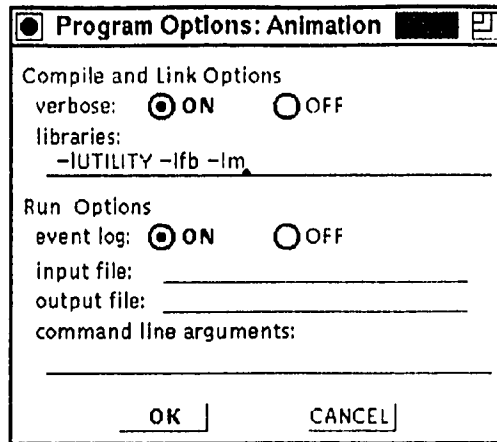 Program Options: Animation
Compile and Link Options
verbose: ON OFF
libraries:
-lUTILITY -lfb -lm
Run Options
event log: ON OFF
input file:
output file:
command line arguments:
OK CANCEL